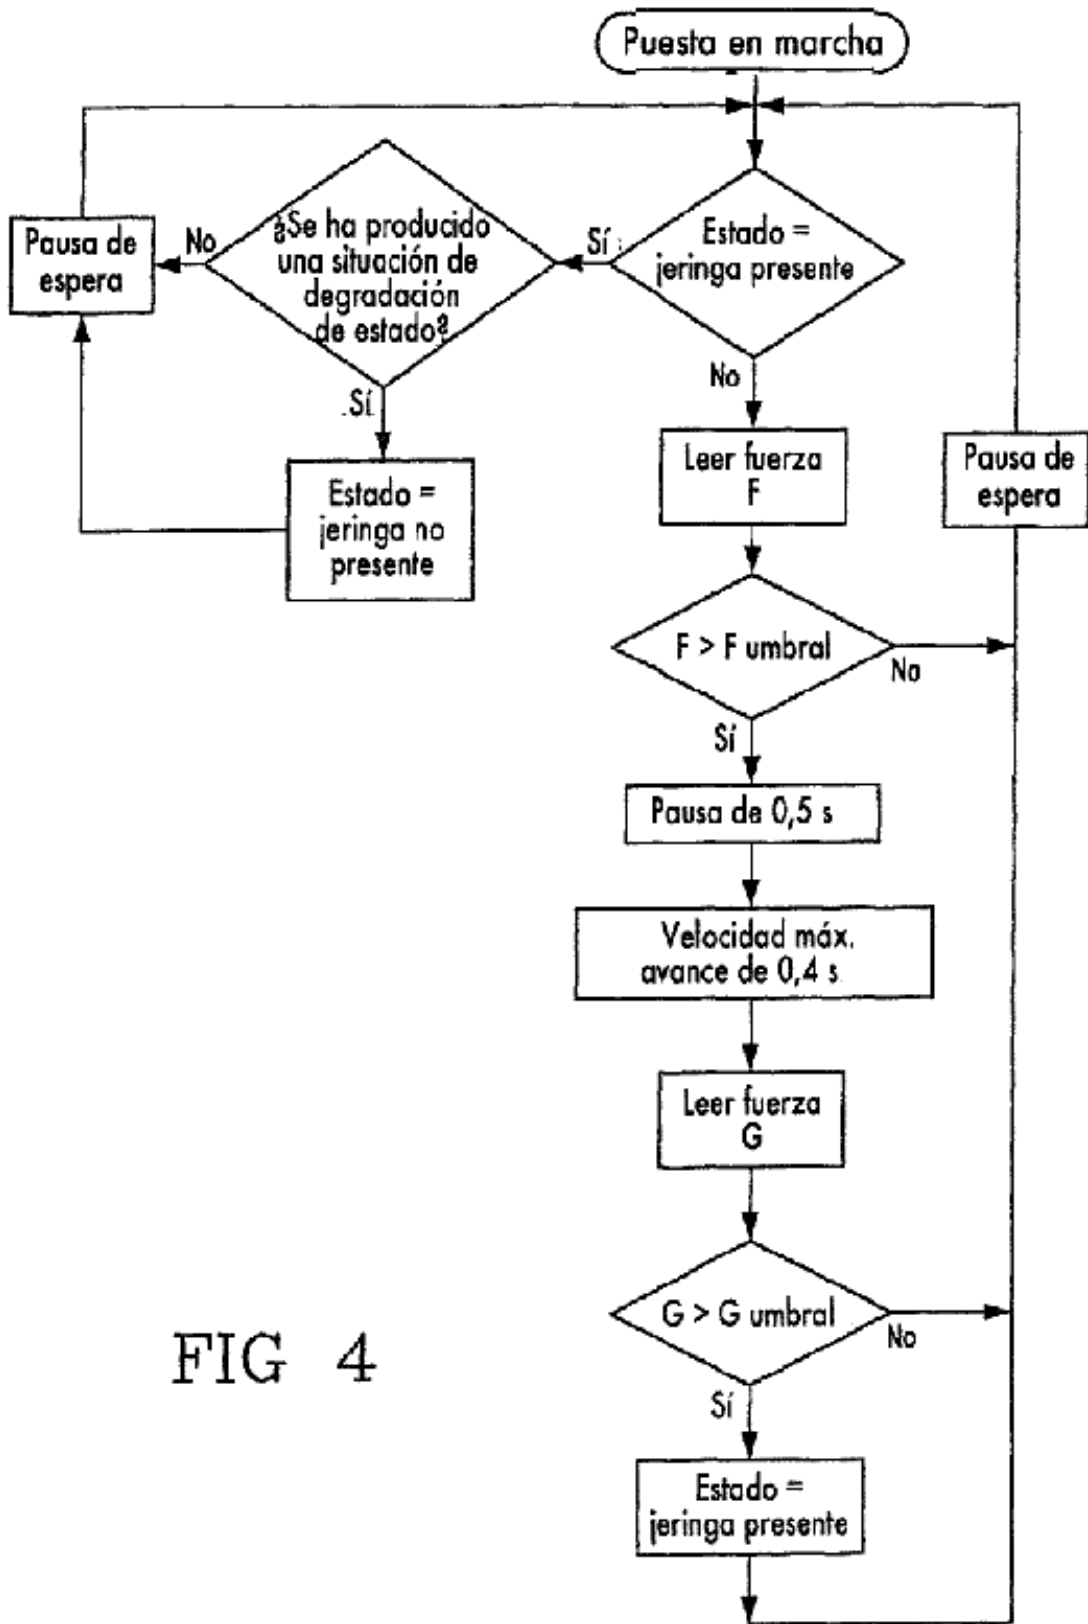 Puesta en marcha
Estado =
jeringa presente
Sí
¿Se ha producido
una situación de
degradación
de estado?
No
Pausa de
espera
Sí
Estado =
jeringa no
presente
No
Leer fuerza
F
Pausa de
espera
F > F umbral
No
Sí
Pausa de 0,5 s
Velocidad máx.
avance de 0,4 s
Leer fuerza
G
G > G umbral
No
Sí
Estado =
jeringa presente
FIG 4